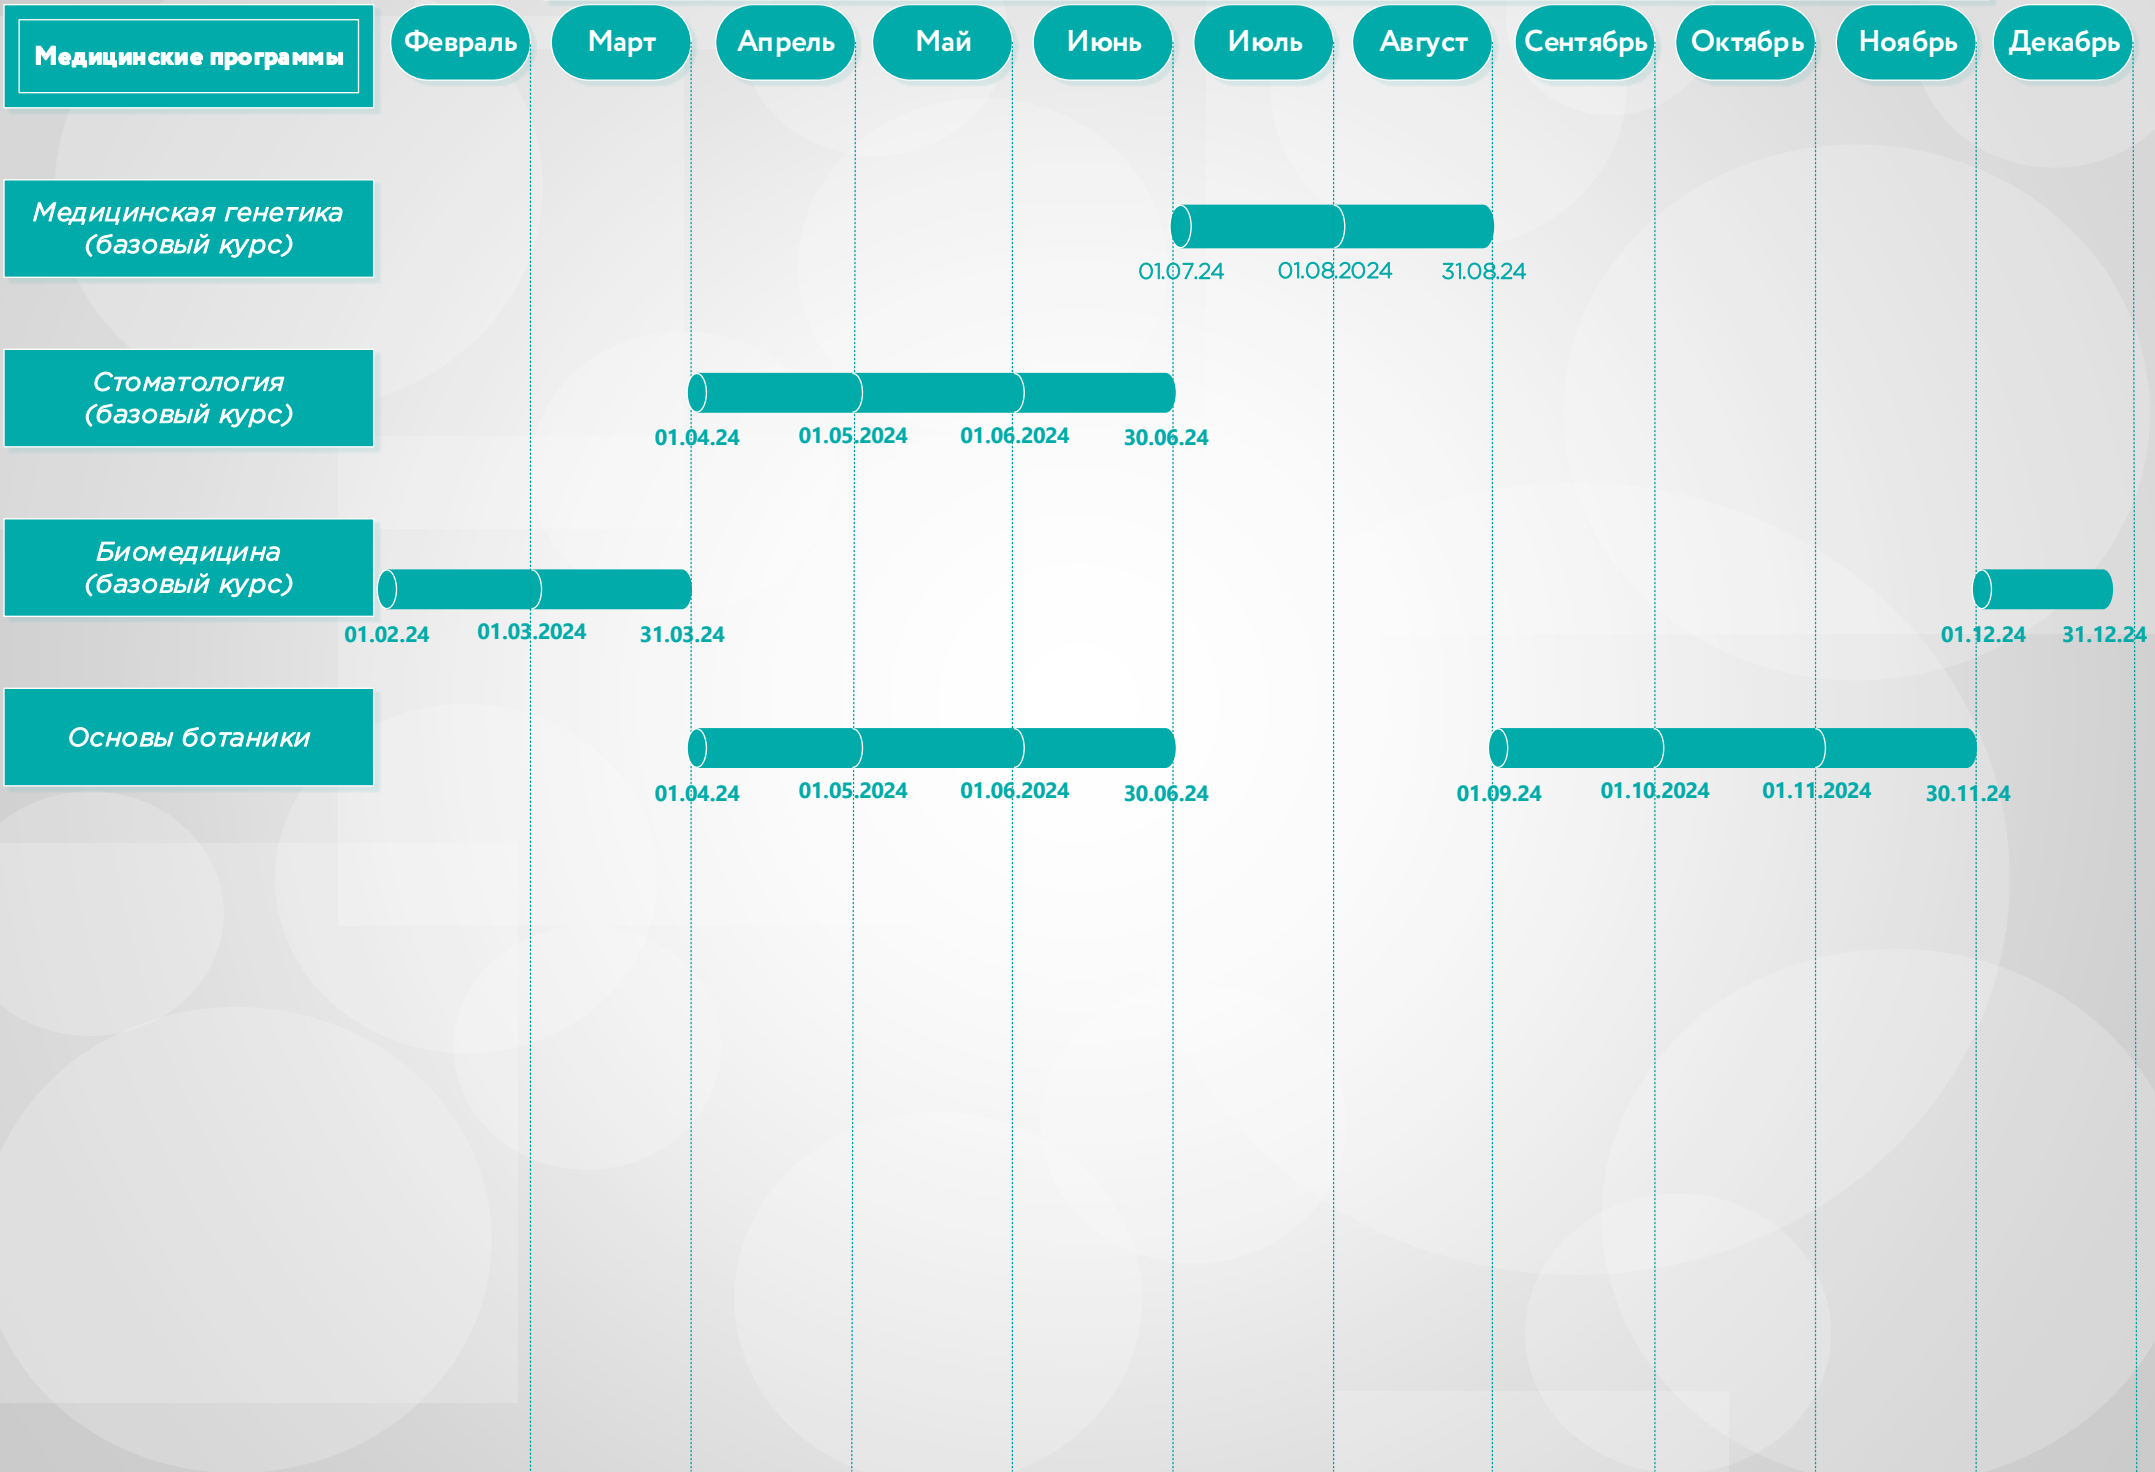 Медицинские программы
Февраль
Март
Апрель
Май
Июнь
Июль
Август
Сентябрь
Октябрь
Ноябрь
Декабрь
Медицинская генетика
(базовый курс)
01.07.24
01.08.2024
31.08.24
Стоматология
(базовый курс)
01.04.24
01.05.2024
01.06.2024
30.06.24
Биомедицина
(базовый курс)
01.02.24
01.03.2024
31.03.24
01.12.24
31.12.24
Основы ботаники
01.04.24
01.05.2024
01.06.2024
30.06.24
01.09.24
01.10.2024
01.11.2024
30.11.24